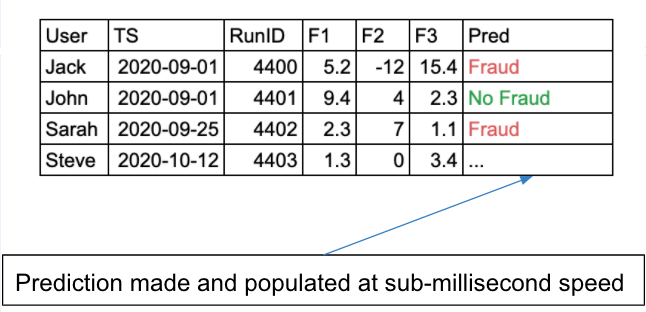 User TS RunID F1 F2 F3 Pred
Jack 2020-09-01 4400 5.2 -12 15.4 Fraud
John 2020-09-01 4401 9.4 4 2.3 No Fraud
Sarah 2020-09-25 4402 2.3 7 1.1 Fraud
Steve 2020-10-12 4403 1.3 0 3.4 ...
Prediction made and populated at sub-millisecond speed